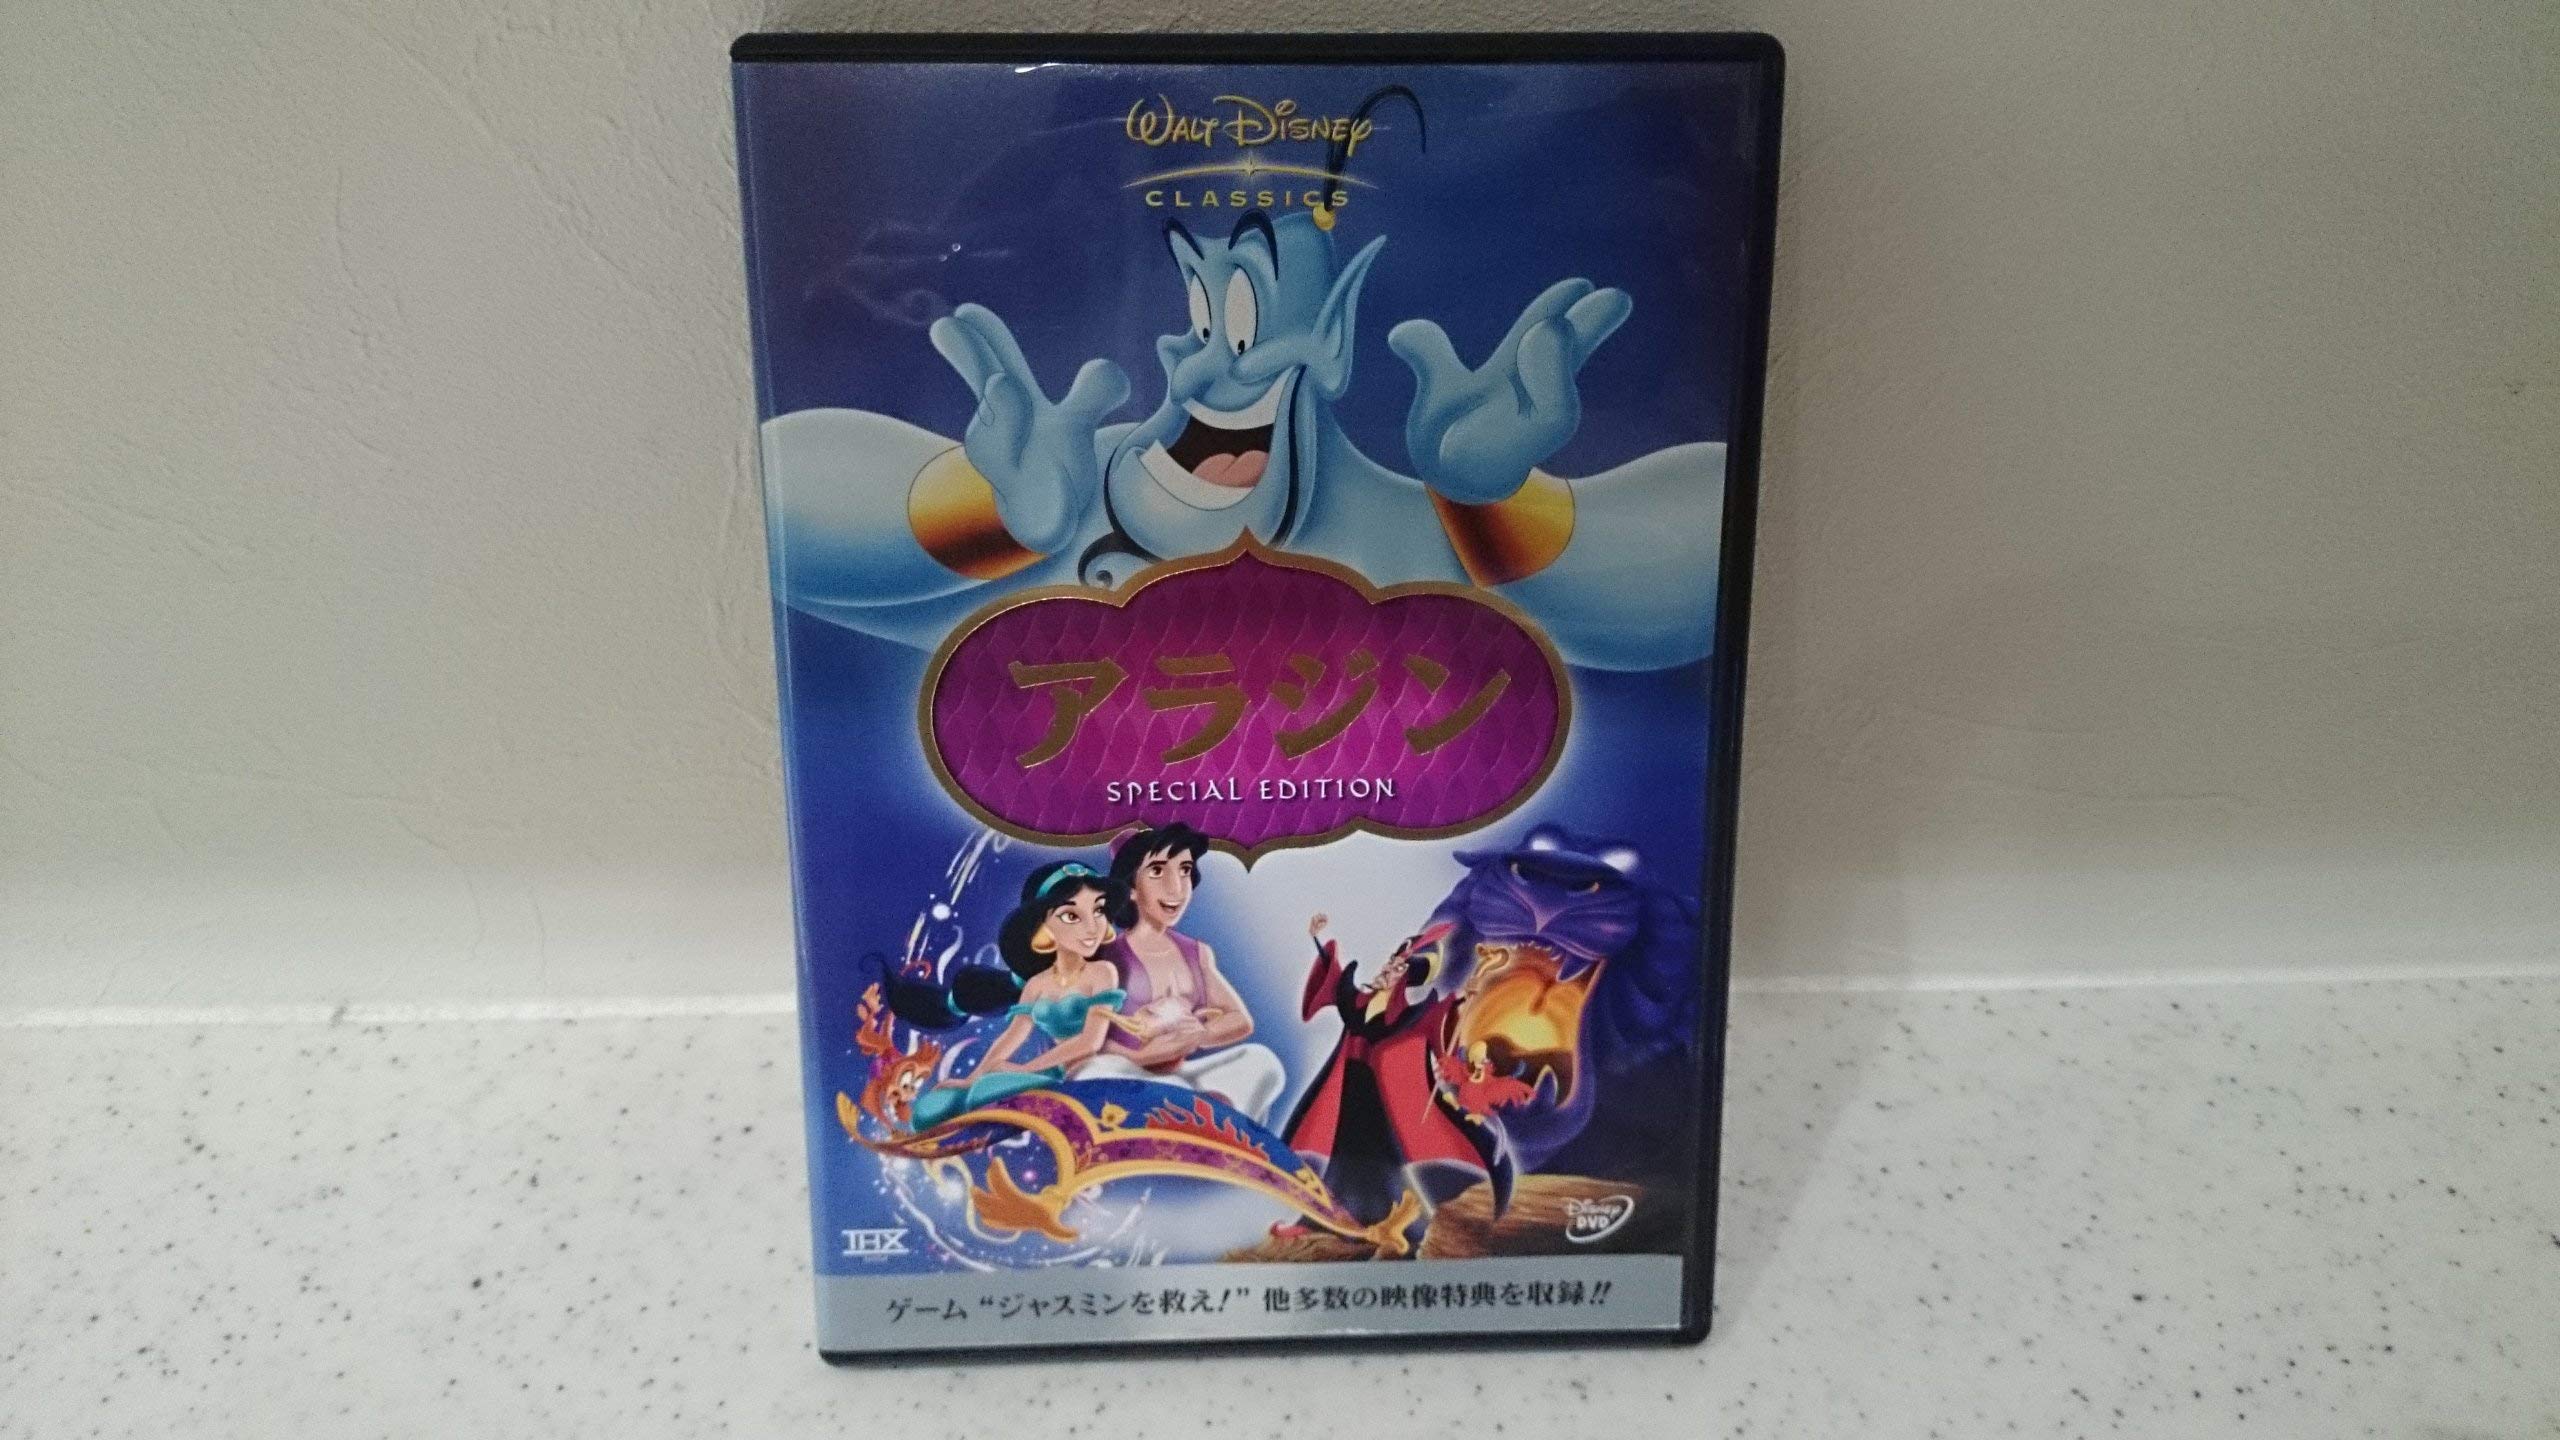 WALT DISNEY
CLASSICS
アラジン
SPECIAL EDITION
THX
Disney
DVD
ゲーム“ジャスミンを救え!”他多数の映像特典を収録!!